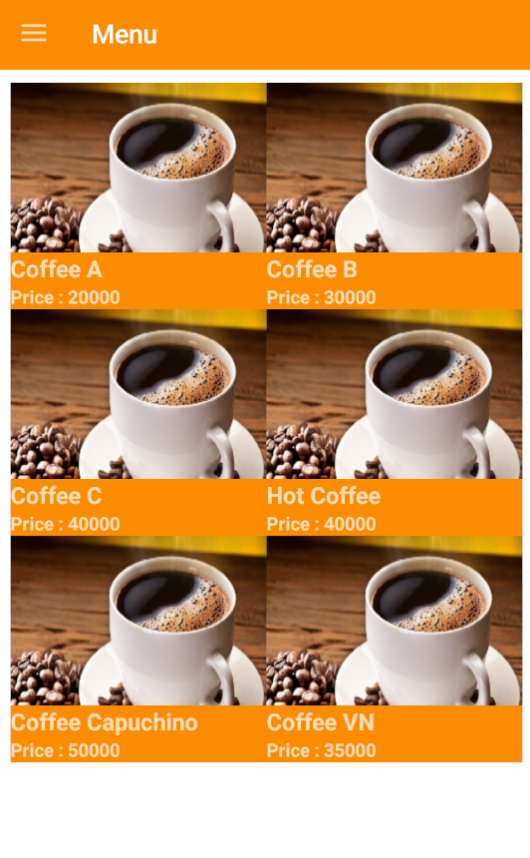 Menu
Coffee A
Price : 20000
Coffee B
Price : 30000
Coffee C
Price : 40000
Hot Coffee
Price : 40000
Coffee Capuchino
Price : 50000
Coffee VN
Price : 35000